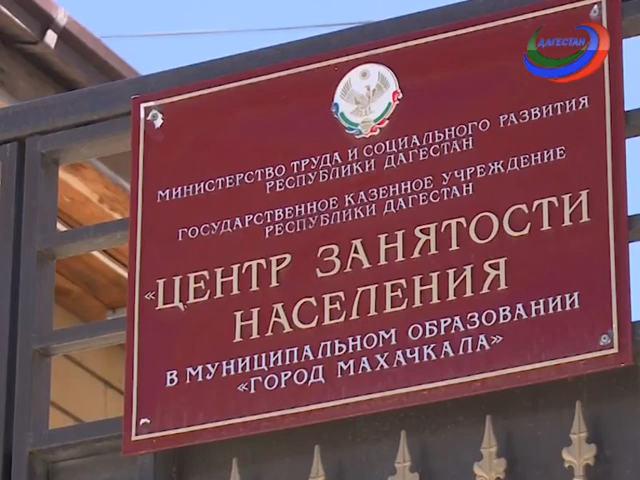 ДАГЕСТАН
МИНИСТЕРСТВО ТРУДА И СОЦИАЛЬНОГО РАЗВИТИЯ
РЕСПУБЛИКИ ДАГЕСТАН
ГОСУДАРСТВЕННОЕ КАЗЕННОЕ УЧРЕЖДЕНИЕ
РЕСПУБЛИКИ ДАГЕСТАН
«ЦЕНТР ЗАНЯТОСТИ
НАСЕЛЕНИЯ
В МУНИЦИПАЛЬНОМ ОБРАЗОВАНИИ
«ГОРОД МАХАЧКАЛА»